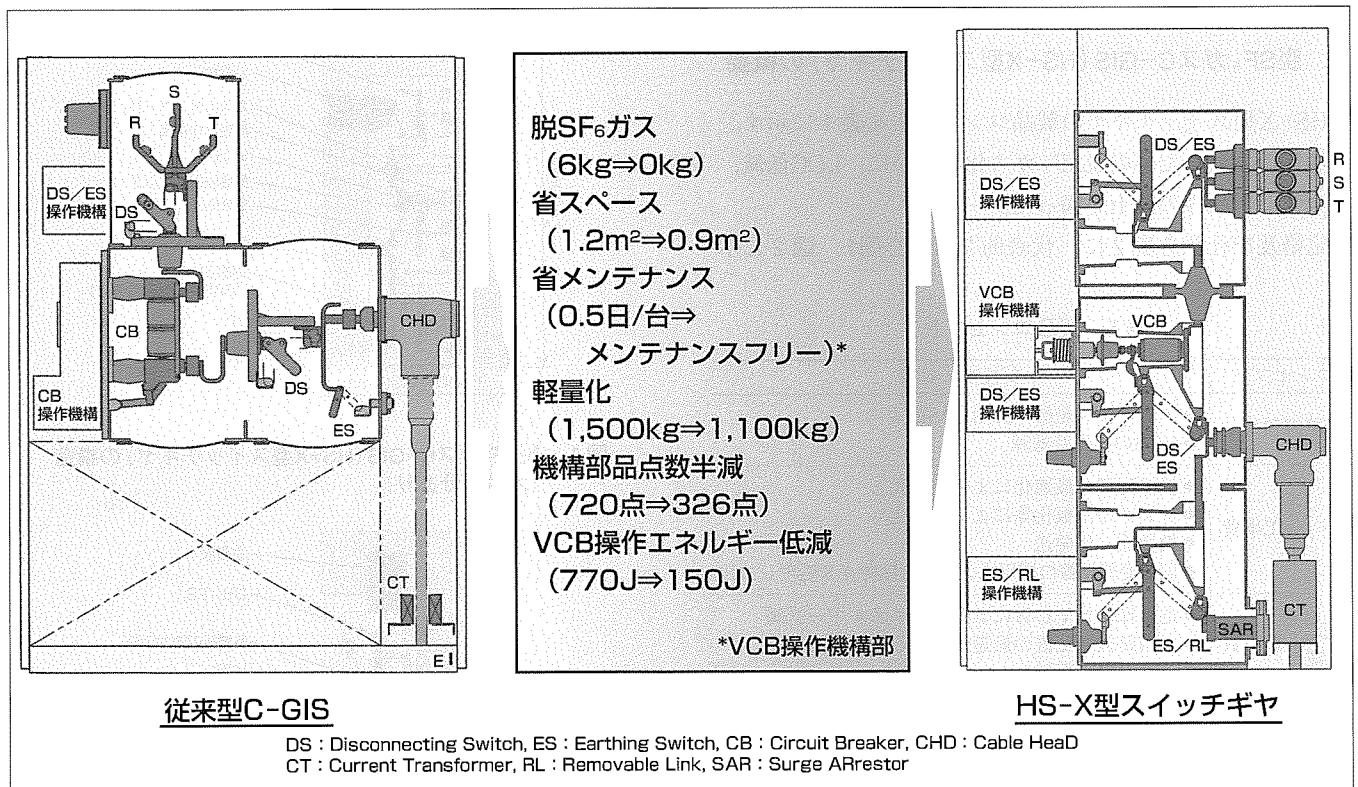 S
R T
DS／ES
操作機構
DS
CB
CB
操作機構
DS
ES
CHD
CT
E
従来型C-GIS
脱SF₆ガス
（6kg⇒0kg）
省スペース
（1.2m²⇒0.9m²）
省メンテナンス
（0.5日/台⇒
メンテナンスフリー）*
軽量化
（1,500kg⇒1,100kg）
機構部品点数半減
（720点⇒326点）
VCB操作エネルギー低減
（770J⇒150J）
*VCB操作機構部
DS／ES
R
S
T
DS／ES
操作機構
VCB
操作機構
VCB
DS／ES
操作機構
DS／
ES
CHD
ES／RL
操作機構
ES／RL
SAR
CT
HS-X型スイッチギヤ
DS : Disconnecting Switch, ES : Earthing Switch, CB : Circuit Breaker, CHD : Cable HeaD
CT : Current Transformer, RL : Removable Link, SAR : Surge ARrestor